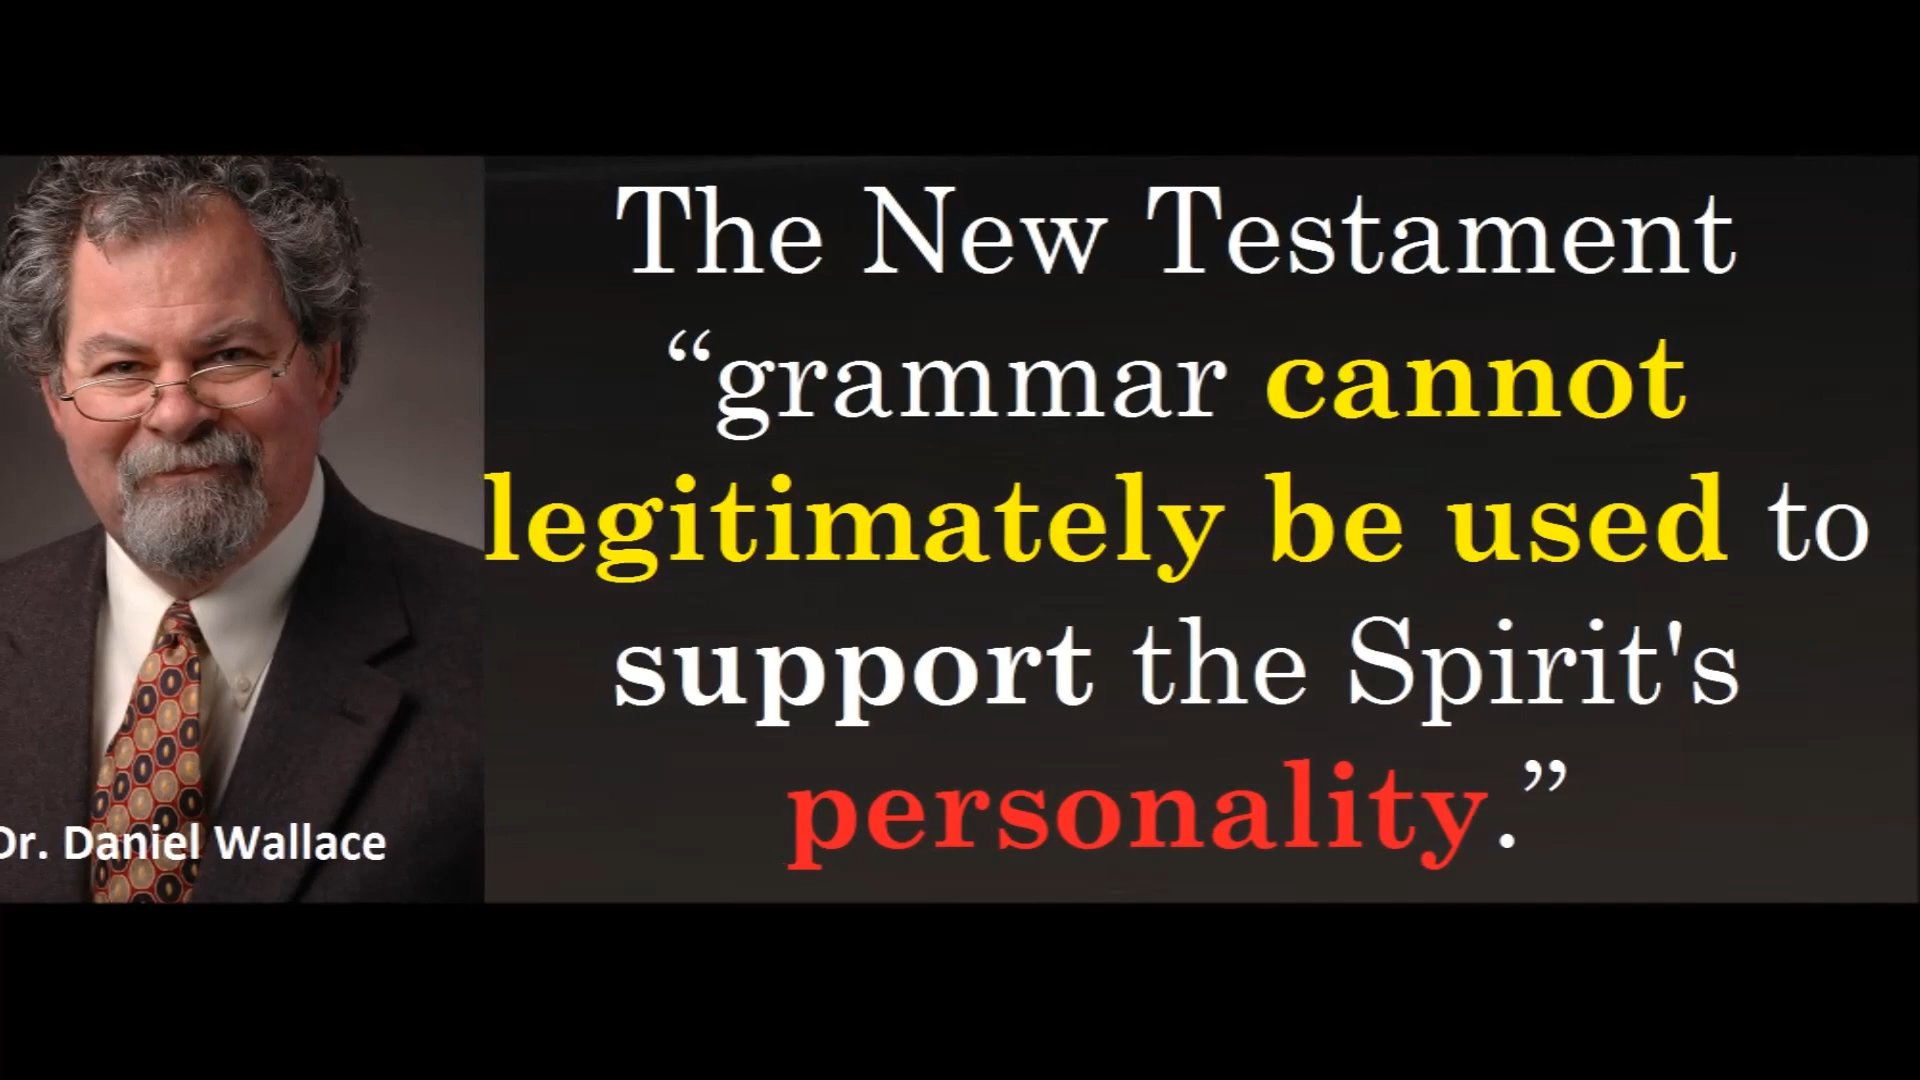 The New Testament
“grammar cannot
legitimately be used to
support the Spirit's
personality.”
Dr. Daniel Wallace